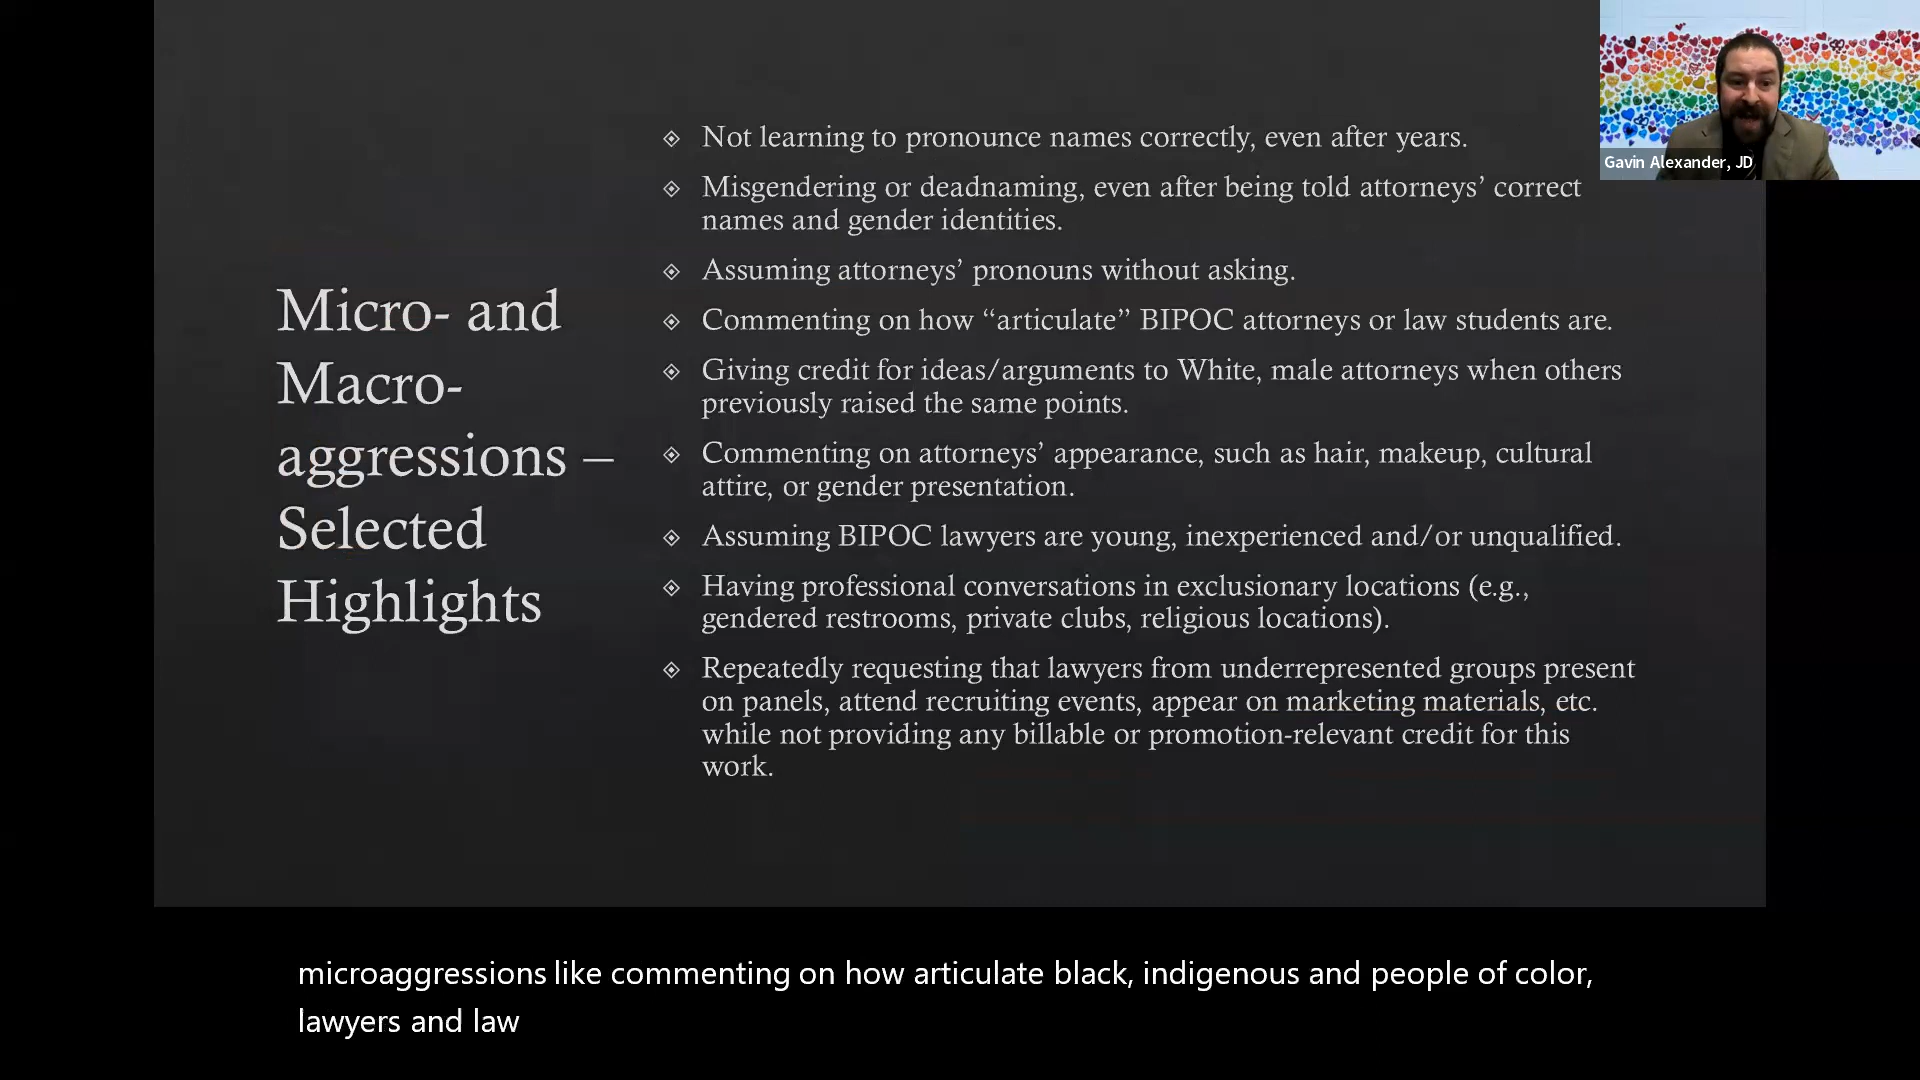 Micro- and
Macro-
aggressions –
Selected
Highlights
Not learning to pronounce names correctly, even after years.
Misgendering or deadnaming, even after being told attorneys’ correct
names and gender identities.
Assuming attorneys’ pronouns without asking.
Commenting on how “articulate” BIPOC attorneys or law students are.
Giving credit for ideas/arguments to White, male attorneys when others
previously raised the same points.
Commenting on attorneys’ appearance, such as hair, makeup, cultural
attire, or gender presentation.
Assuming BIPOC lawyers are young, inexperienced and/or unqualified.
Having professional conversations in exclusionary locations (e.g.,
gendered restrooms, private clubs, religious locations).
Repeatedly requesting that lawyers from underrepresented groups present
on panels, attend recruiting events, appear on marketing materials, etc.
while not providing any billable or promotion-relevant credit for this
work.
Gavin Alexander, JD
microaggressions like commenting on how articulate black, indigenous and people of color,
lawyers and law